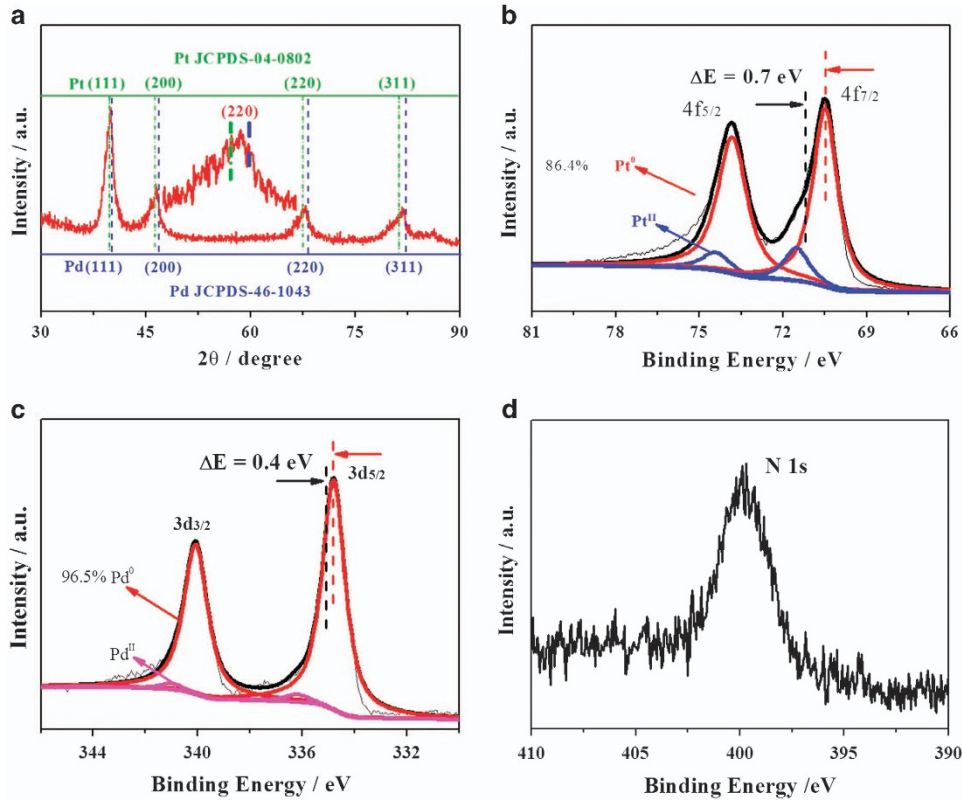 a
Pt JCPDS-04-0802
Pt (111) (200) (220) (311)
(220)
Pd(111) (200) (220) (311)
Pd JCPDS-46-1043
Intensity / a.u.
30 45 60 75 90
2θ / degree
b
ΔE = 0.7 eV
4f5/2 4f7/2
86.4% Pt⁰
Ptᴵᴵ
Intensity / a.u.
81 78 75 72 69 66
Binding Energy / eV
c
ΔE = 0.4 eV
3d5/2
3d3/2
96.5% Pd⁰
Pdᴵᴵ
Intensity / a.u.
344 340 336 332
Binding Energy / eV
d
N 1s
Intensity / a.u.
410 405 400 395 390
Binding Energy /eV